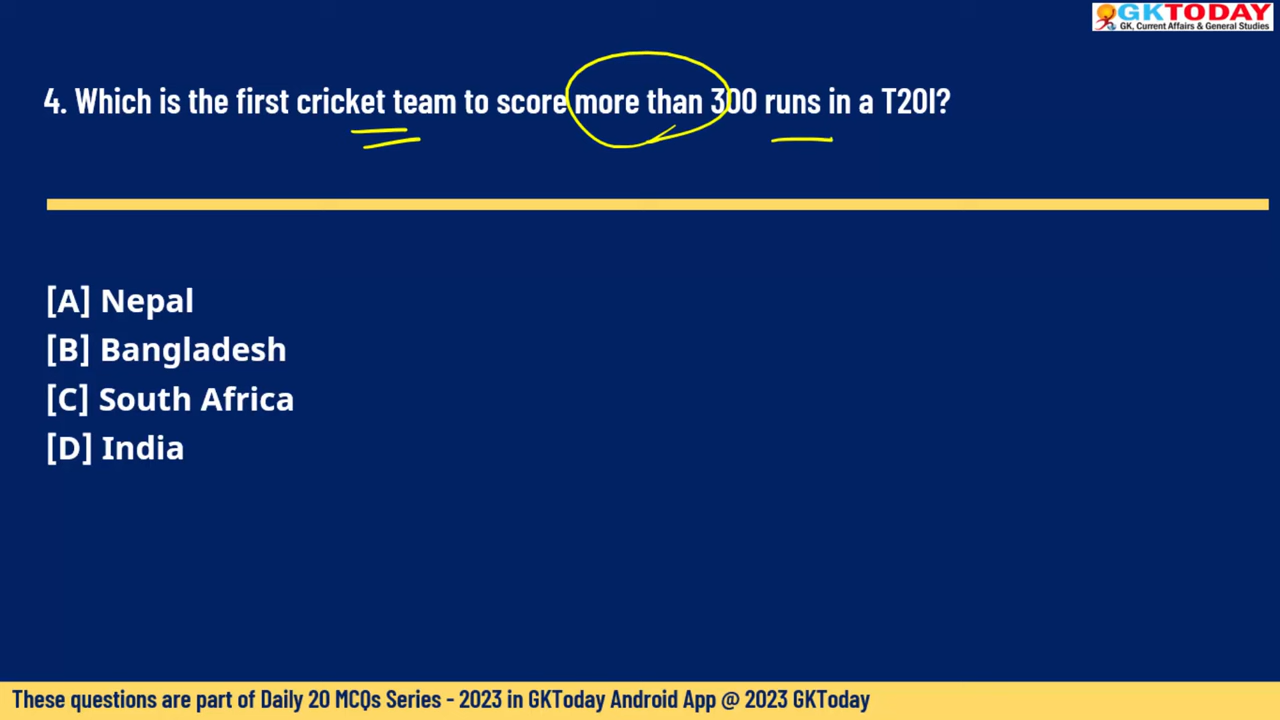 GKTODAY
GK, Current Affairs & General Studies
4. Which is the first cricket team to score more than 300 runs in a T20I?
[A] Nepal
[B] Bangladesh
[C] South Africa
[D] India
These questions are part of Daily 20 MCQs Series - 2023 in GKToday Android App @ 2023 GKToday